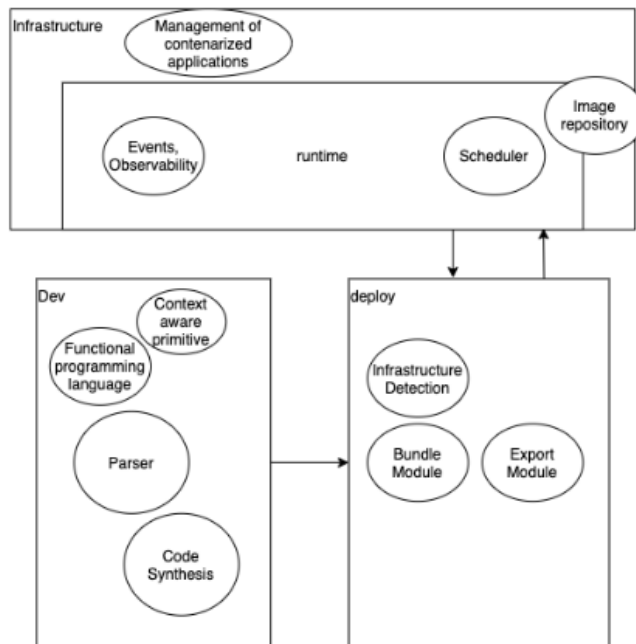 Infrastructure
Management of
contenarized
applications
Image
repository
Events,
Observability
runtime
Scheduler
Dev
Context
aware
primitive
Functional
programming
language
Parser
Code
Synthesis
deploy
Infrastructure
Detection
Bundle
Module
Export
Module